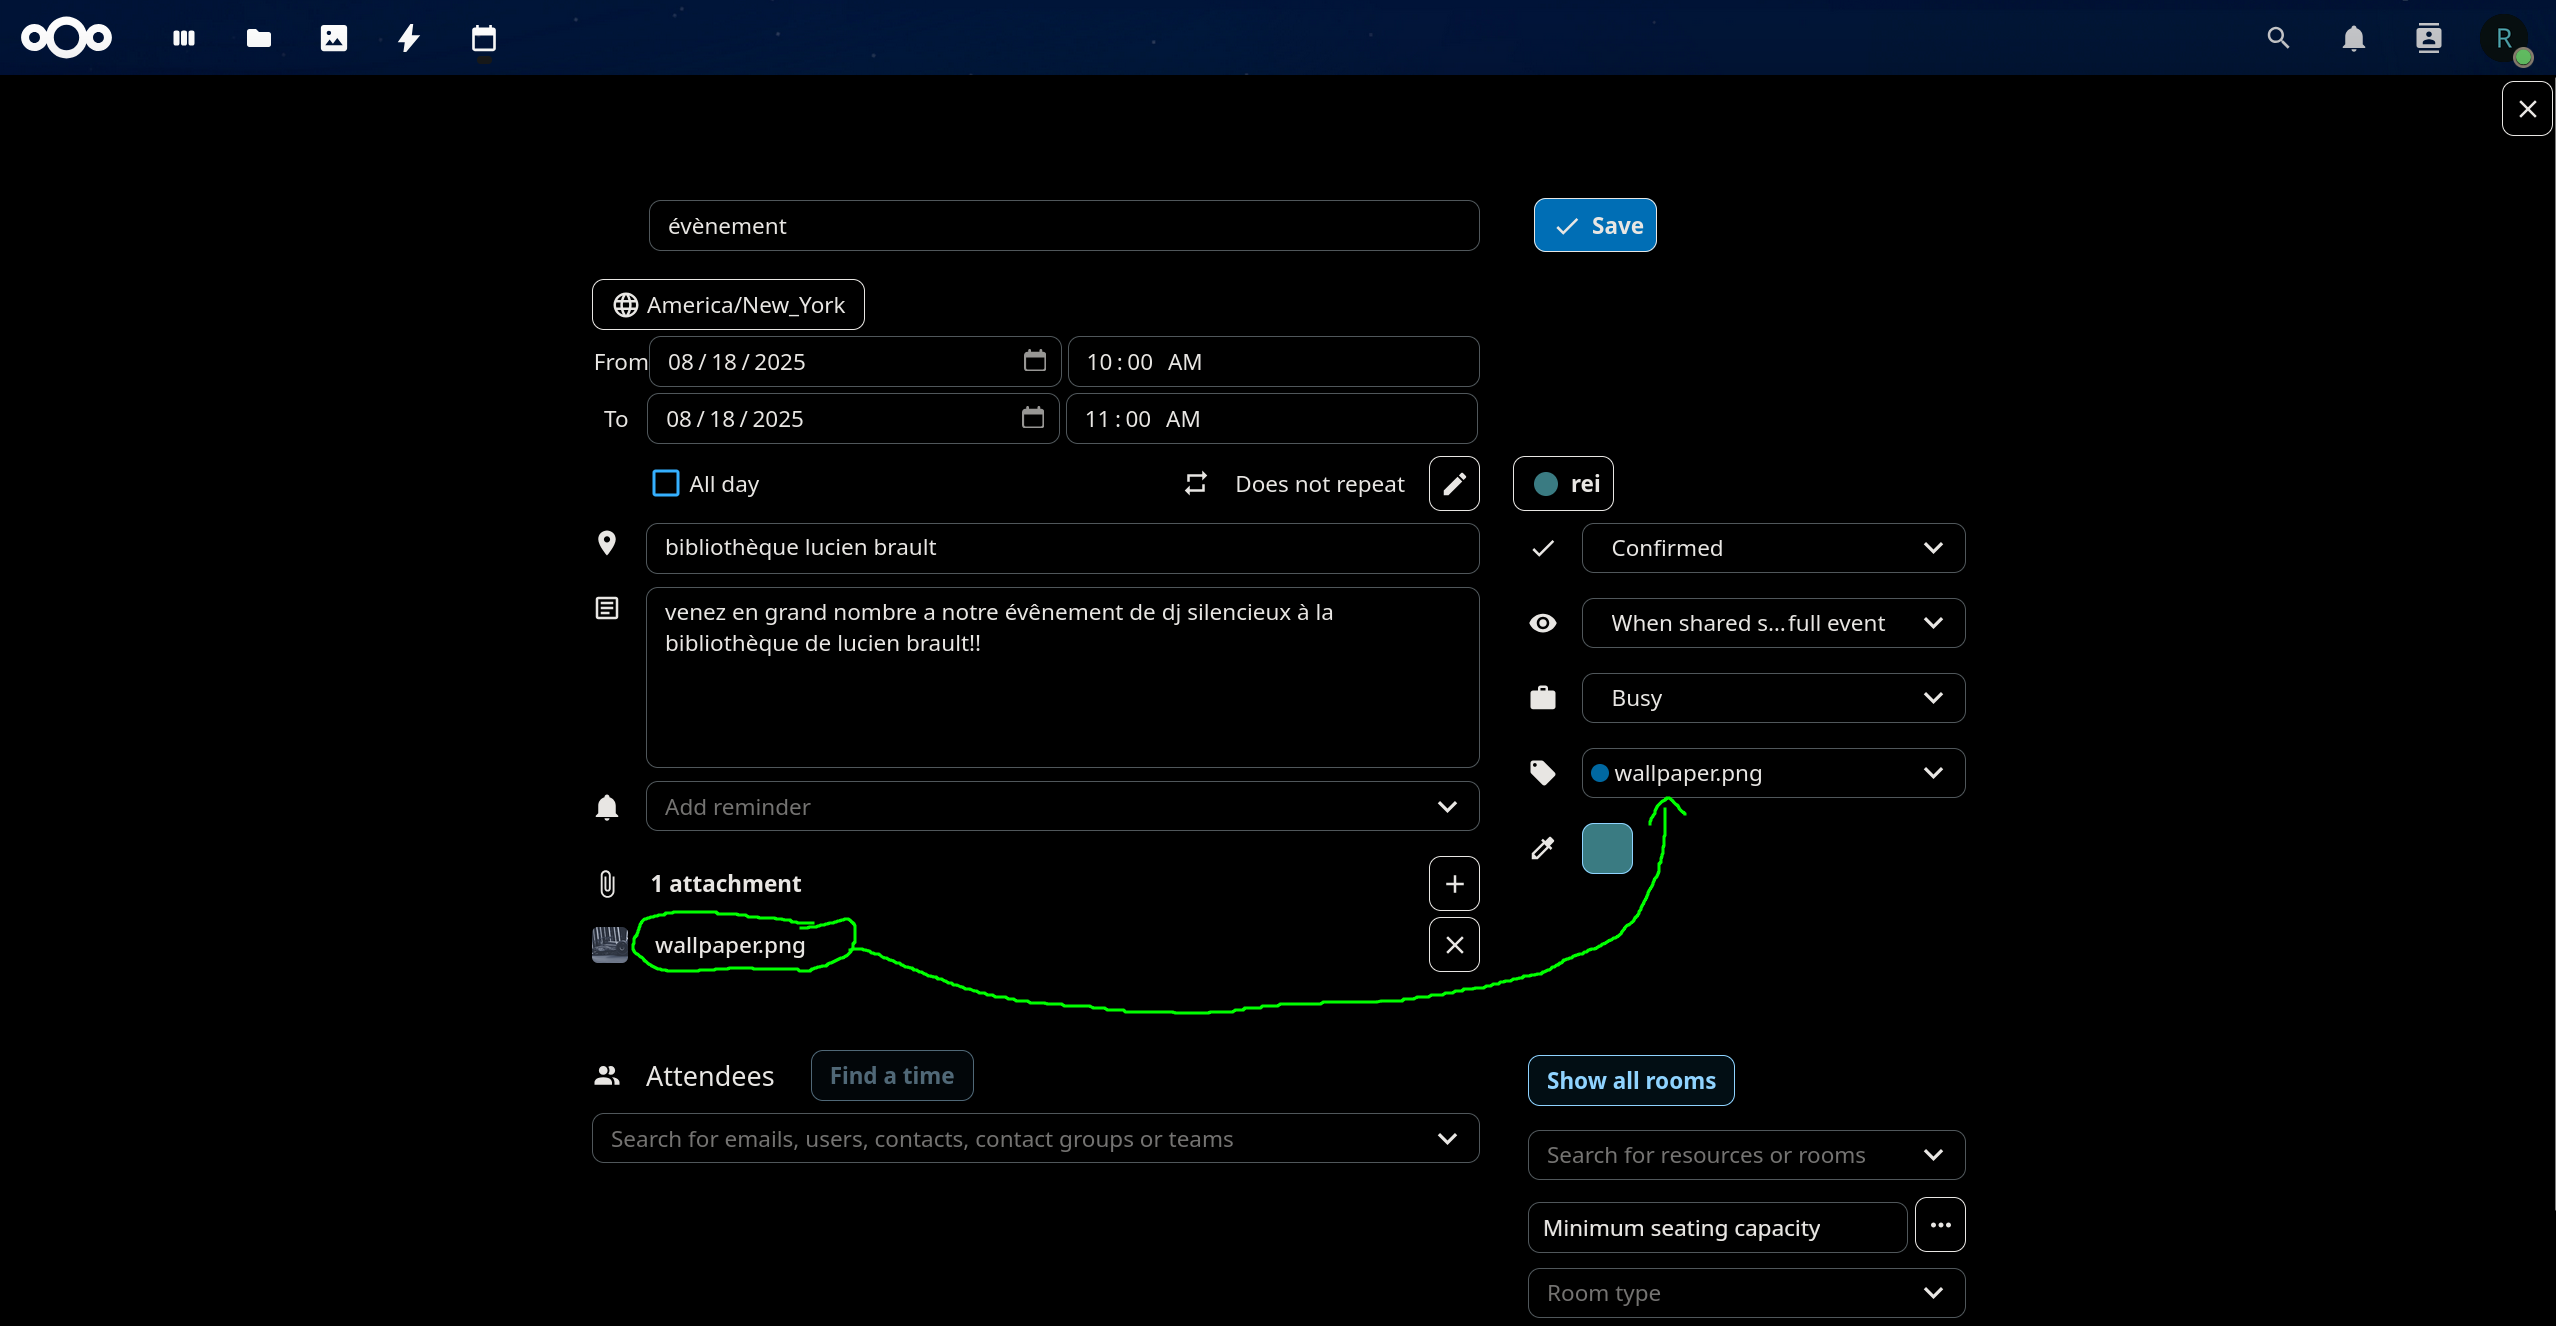 R
évènement
Save
America/New_York
From 08/18/2025 10:00 AM
To 08/18/2025 11:00 AM
All day
Does not repeat
rei
bibliothèque lucien brault
Confirmed
venez en grand nombre a notre évênement de dj silencieux à la
bibliothèque de lucien brault!!
When shared s...full event
Busy
wallpaper.png
Add reminder
1 attachment
wallpaper.png
Attendees
Find a time
Search for emails, users, contacts, contact groups or teams
Show all rooms
Search for resources or rooms
Minimum seating capacity
Room type